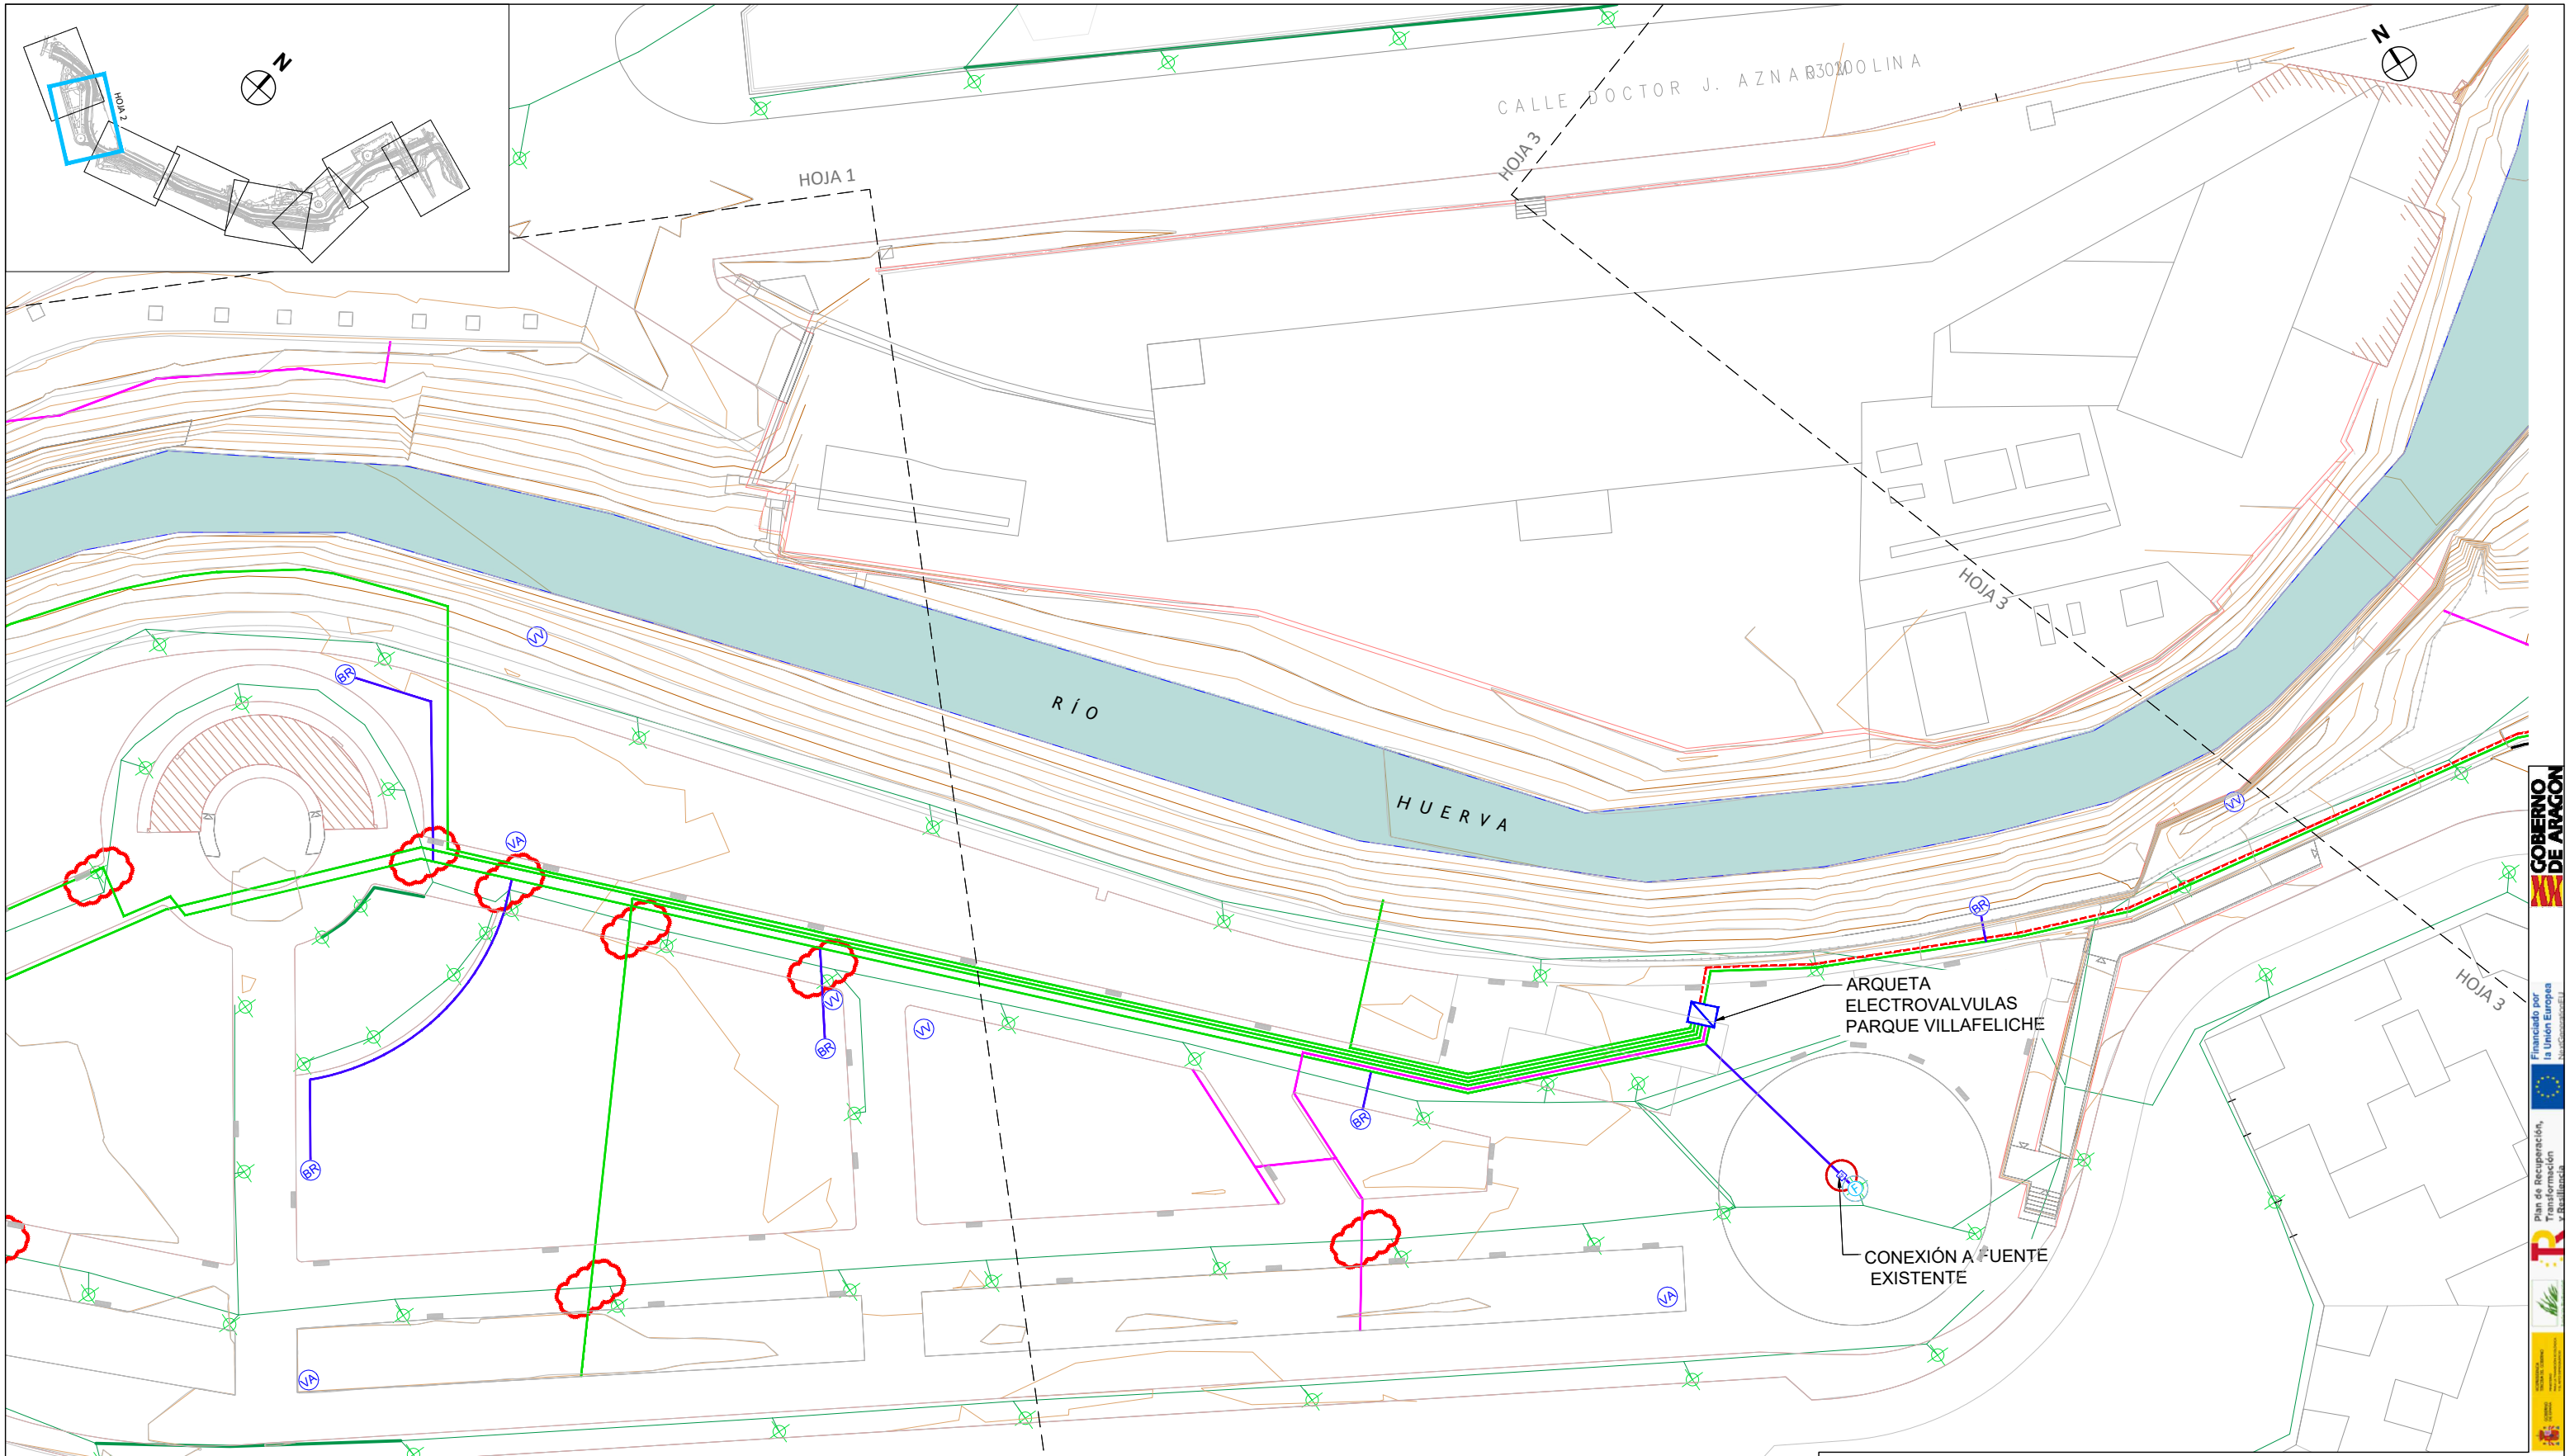 N
HOJA 2
N
CALLE DOCTOR J. AZNAR MOLINA
HOJA 1
HOJA 3
HOJA 3
HOJA 3
RÍO
HUERVA
VV
BR
VA
BR
VV
BR
VV
BR
BR
VV
VA
VA
F
ARQUETA
ELECTROVALVULAS
PARQUE VILLAFELICHE
CONEXIÓN A FUENTE
EXISTENTE
GOBIERNO
DE ARAGON
Financiado por
la Unión Europea
NextGenerationEU
Plan de Recuperación,
Transformación
y Resiliencia